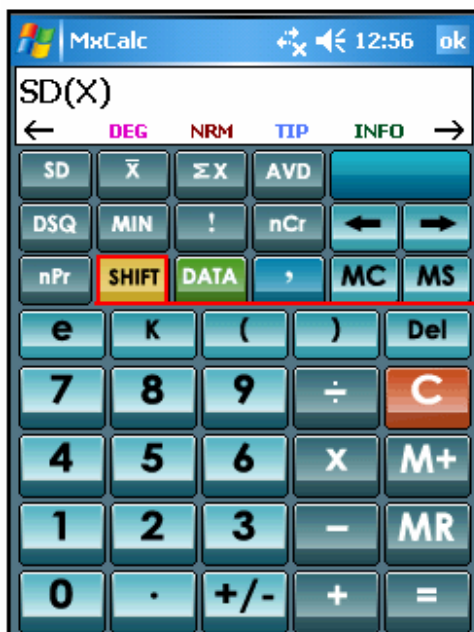 MxCalc 12:56 ok
SD(X)
← DEG NRM TIP INFO →
SD X̅ ΣX AVD
DSQ MIN ! nCr ← →
nPr SHIFT DATA , MC MS
e K ( ) Del
7 8 9 ÷ C
4 5 6 x M+
1 2 3 − MR
0 · +/- + =